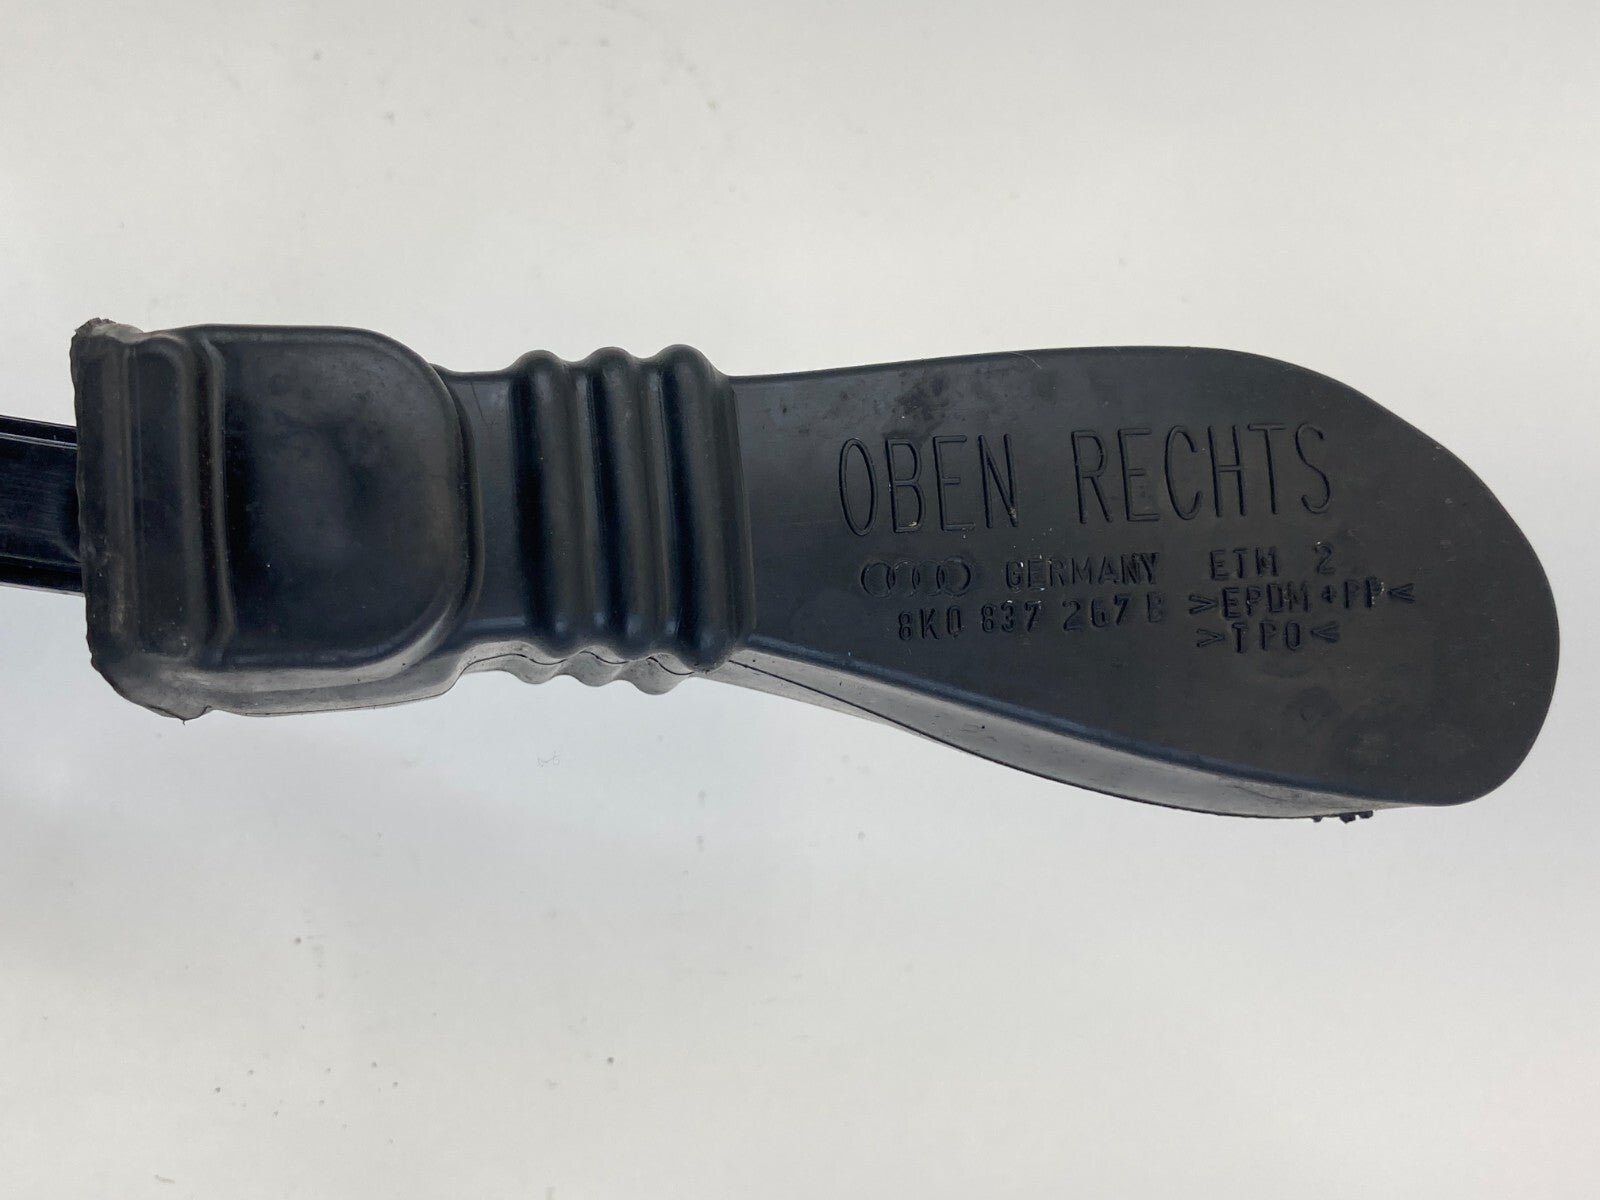 OBEN RECHTS
GERMANY ETM 2
8K0 837 267 B >EPDM+PP<
>TPO<